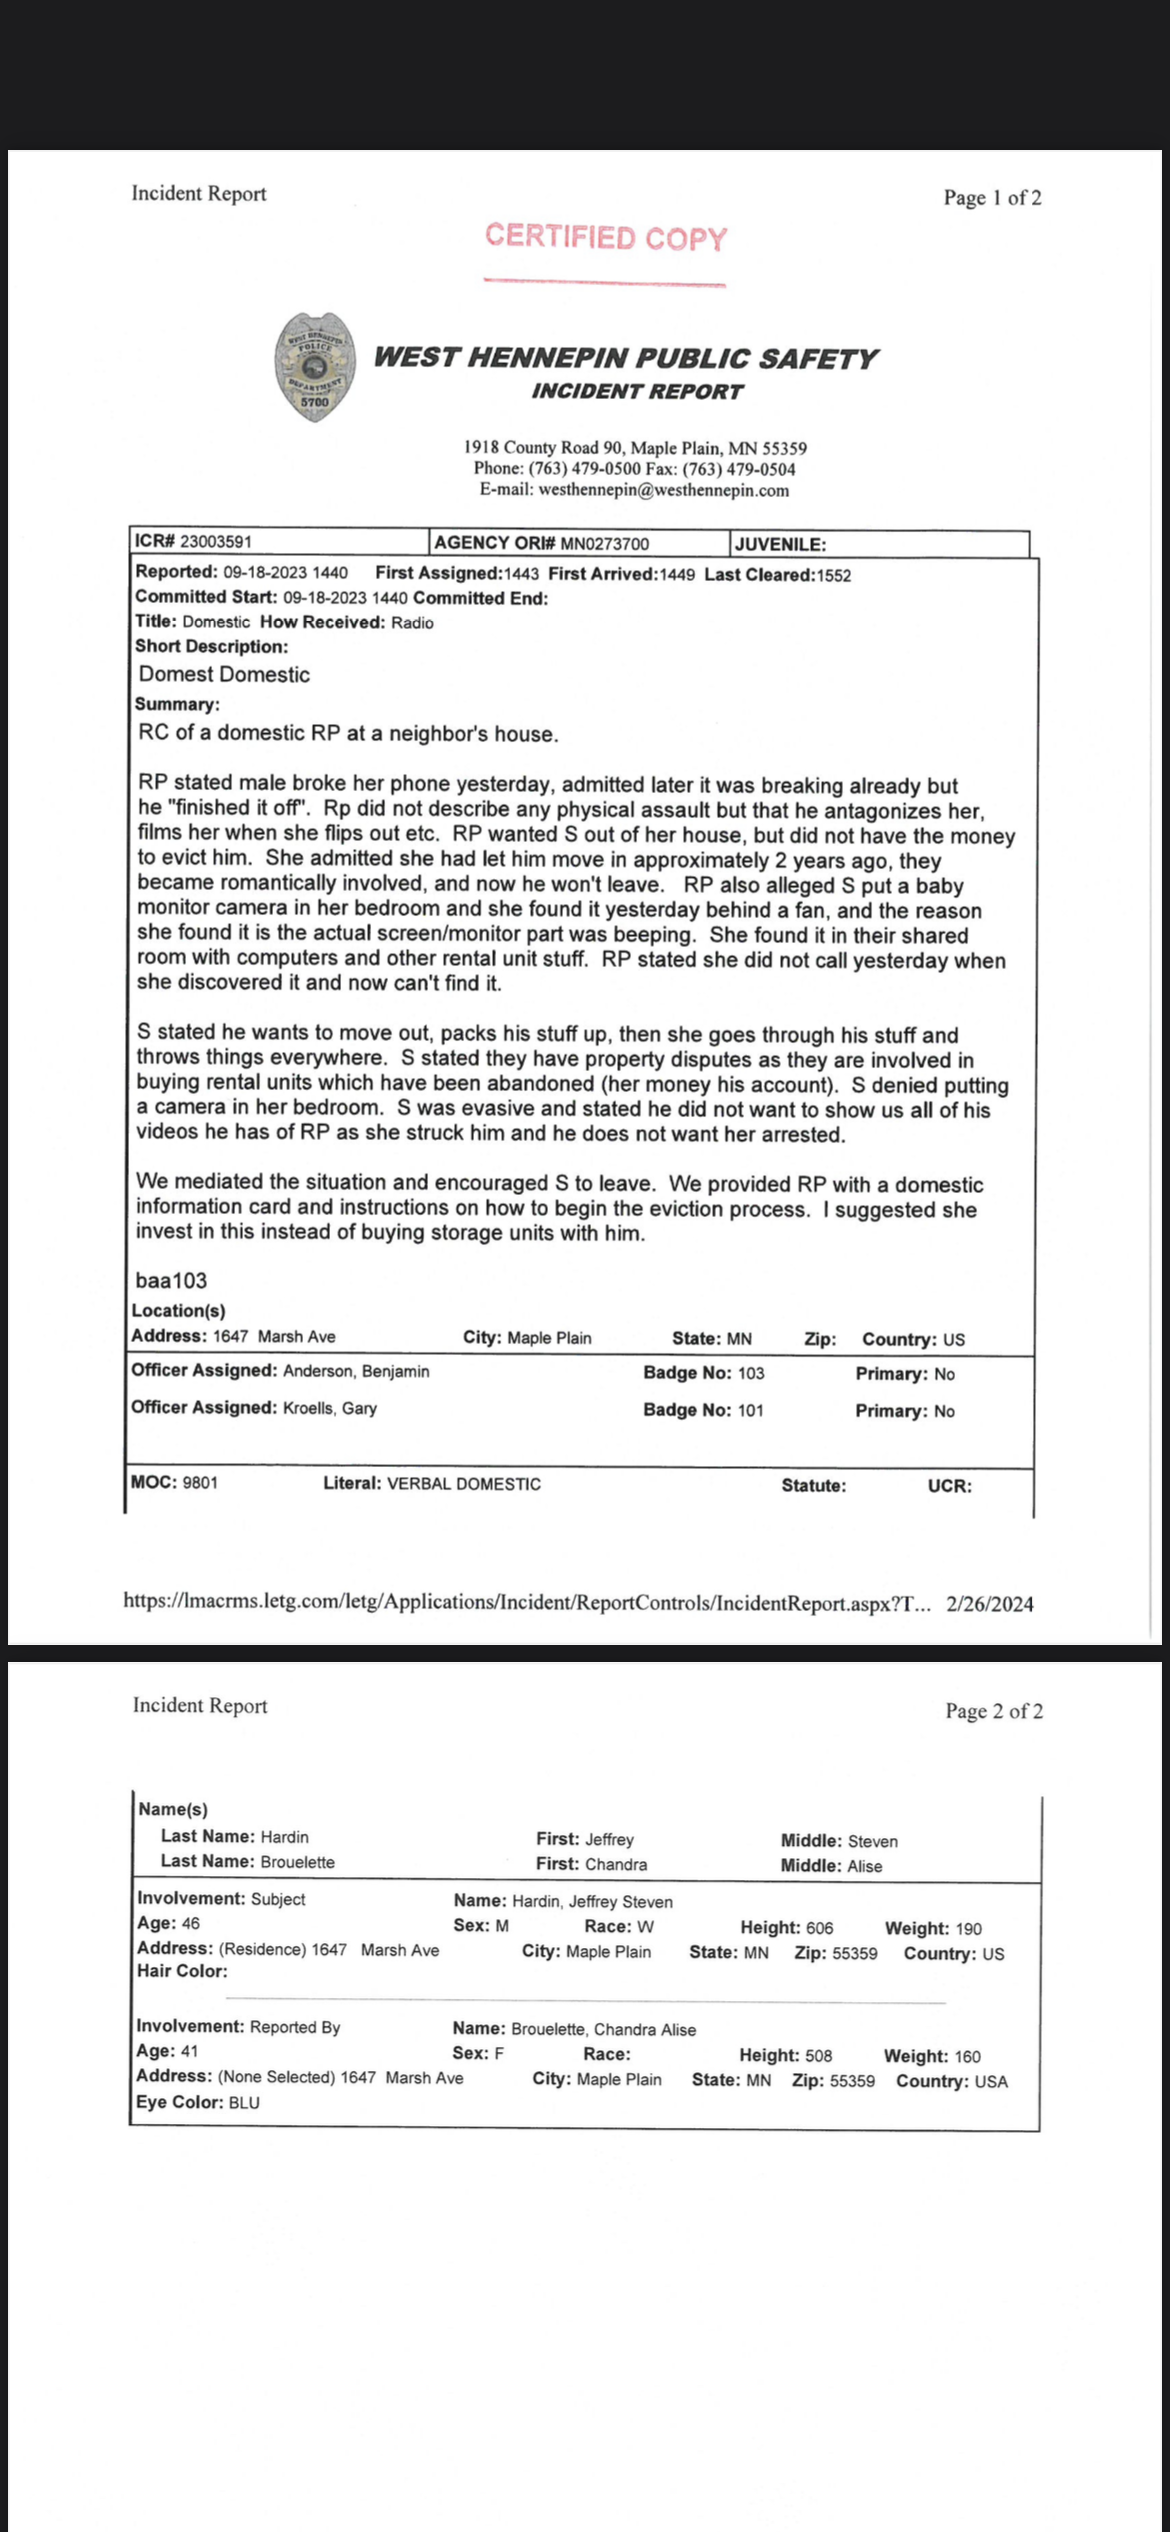 Incident Report
Page 1 of 2
CERTIFIED COPY
WEST HENNEPIN
POLICE
DEPARTMENT
5700
WEST HENNEPIN PUBLIC SAFETY
INCIDENT REPORT
1918 County Road 90, Maple Plain, MN 55359
Phone: (763) 479-0500 Fax: (763) 479-0504
E-mail: westhennepin@westhennepin.com
ICR# 23003591 AGENCY ORI# MN0273700 JUVENILE:
Reported: 09-18-2023 1440 First Assigned:1443 First Arrived:1449 Last Cleared:1552
Committed Start: 09-18-2023 1440 Committed End:
Title: Domestic How Received: Radio
Short Description:
Domest Domestic
Summary:
RC of a domestic RP at a neighbor's house.
RP stated male broke her phone yesterday, admitted later it was breaking already but
he "finished it off". Rp did not describe any physical assault but that he antagonizes her,
films her when she flips out etc. RP wanted S out of her house, but did not have the money
to evict him. She admitted she had let him move in approximately 2 years ago, they
became romantically involved, and now he won't leave. RP also alleged S put a baby
monitor camera in her bedroom and she found it yesterday behind a fan, and the reason
she found it is the actual screen/monitor part was beeping. She found it in their shared
room with computers and other rental unit stuff. RP stated she did not call yesterday when
she discovered it and now can't find it.
S stated he wants to move out, packs his stuff up, then she goes through his stuff and
throws things everywhere. S stated they have property disputes as they are involved in
buying rental units which have been abandoned (her money his account). S denied putting
a camera in her bedroom. S was evasive and stated he did not want to show us all of his
videos he has of RP as she struck him and he does not want her arrested.
We mediated the situation and encouraged S to leave. We provided RP with a domestic
information card and instructions on how to begin the eviction process. I suggested she
invest in this instead of buying storage units with him.
baa103
Location(s)
Address: 1647 Marsh Ave City: Maple Plain State: MN Zip: Country: US
Officer Assigned: Anderson, Benjamin Badge No: 103 Primary: No
Officer Assigned: Kroells, Gary Badge No: 101 Primary: No
MOC: 9801 Literal: VERBAL DOMESTIC Statute: UCR:
https://lmacrms.letg.com/letg/Applications/Incident/ReportControls/IncidentReport.aspx?T... 2/26/2024
Incident Report
Page 2 of 2
Name(s)
Last Name: Hardin First: Jeffrey Middle: Steven
Last Name: Brouelette First: Chandra Middle: Alise
Involvement: Subject Name: Hardin, Jeffrey Steven
Age: 46 Sex: M Race: W Height: 606 Weight: 190
Address: (Residence) 1647 Marsh Ave City: Maple Plain State: MN Zip: 55359 Country: US
Hair Color:
Involvement: Reported By Name: Brouelette, Chandra Alise
Age: 41 Sex: F Race: Height: 508 Weight: 160
Address: (None Selected) 1647 Marsh Ave City: Maple Plain State: MN Zip: 55359 Country: USA
Eye Color: BLU